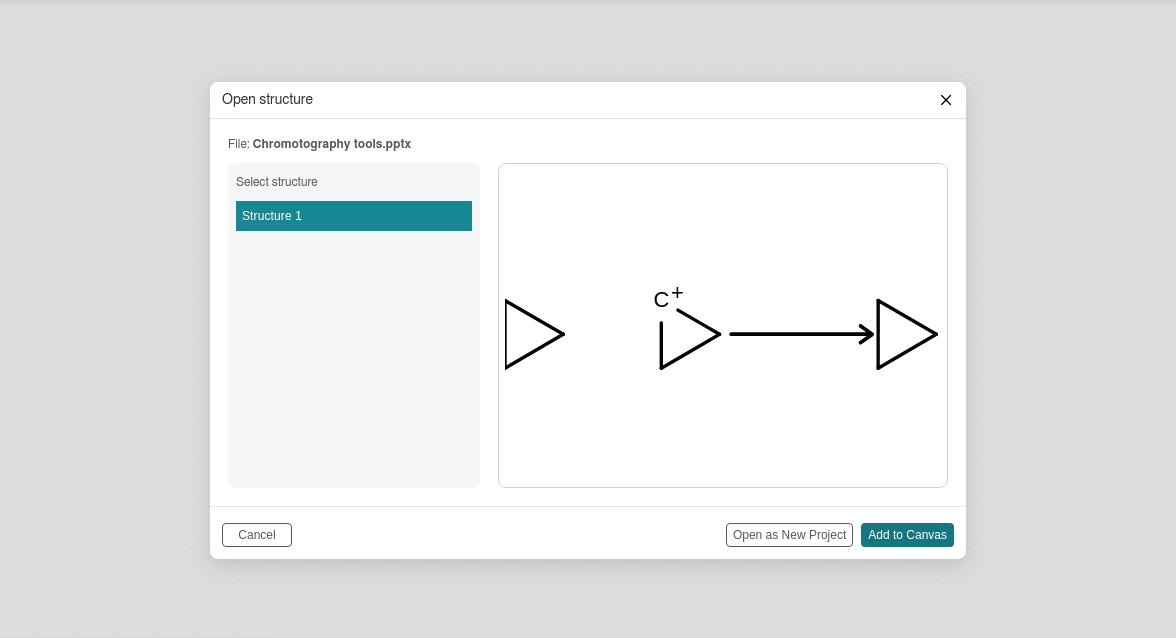 Open structure
File: Chromotography tools.pptx
Select structure
Structure 1
C+
Cancel
Open as New Project
Add to Canvas